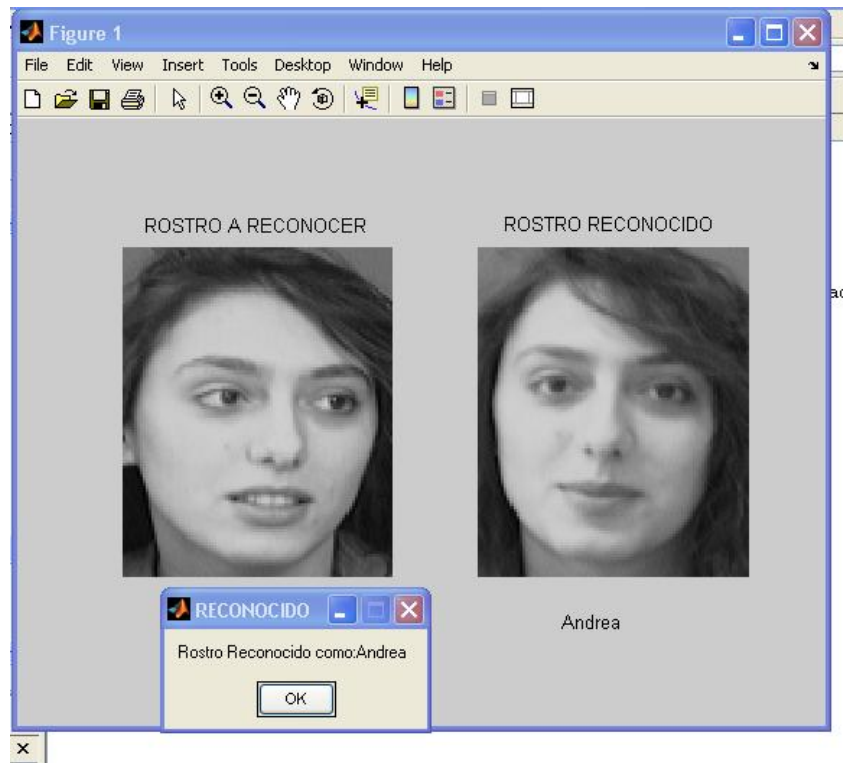 Figure 1
File Edit View Insert Tools Desktop Window Help
ROSTRO A RECONOCER
ROSTRO RECONOCIDO
Andrea
RECONOCIDO
Rostro Reconocido como:Andrea
OK